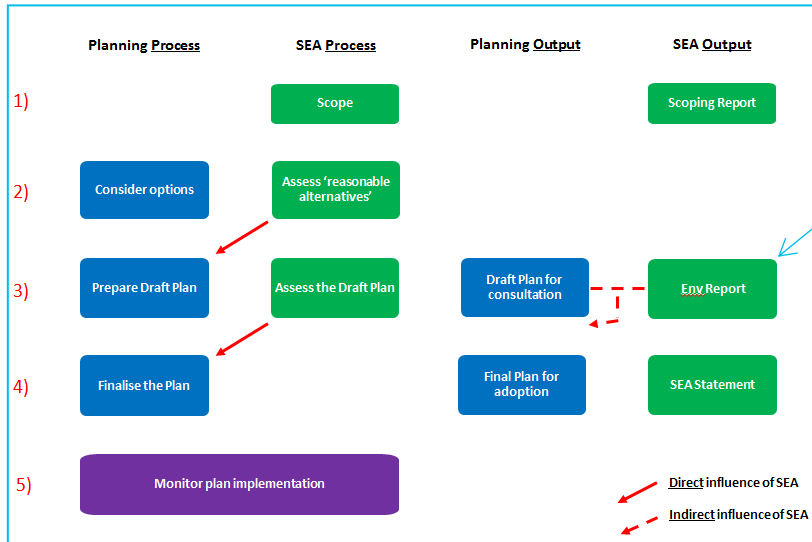 Planning Process
SEA Process
Planning Output
SEA Output
1)
Scope
Scoping Report
2)
Consider options
Assess ‘reasonable
alternatives’
3)
Prepare Draft Plan
Assess the Draft Plan
Draft Plan for
consultation
Env Report
4)
Finalise the Plan
Final Plan for
adoption
SEA Statement
5)
Monitor plan implementation
Direct influence of SEA
Indirect influence of SEA